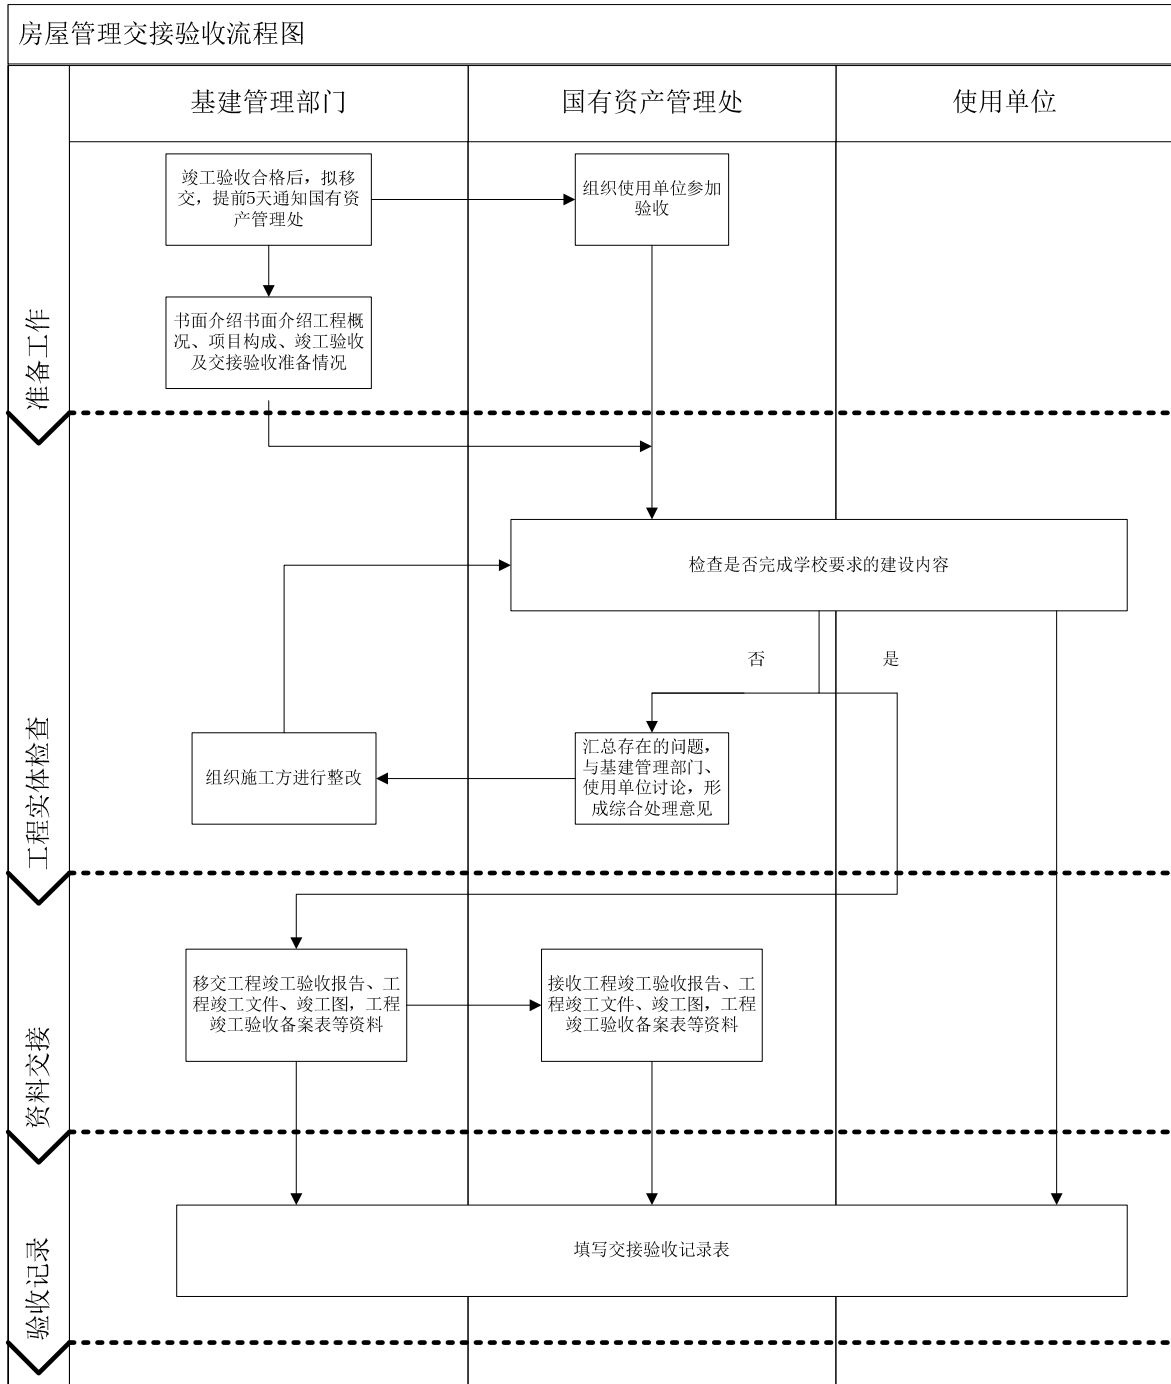 房屋管理交接验收流程图
基建管理部门
国有资产管理处
使用单位
准备工作
竣工验收合格后，拟移
交，提前5天通知国有资
产管理处
组织使用单位参加
验收
书面介绍书面介绍工程概
况、项目构成、竣工验收
及交接验收准备情况
工程实体检查
检查是否完成学校要求的建设内容
否
是
组织施工方进行整改
汇总存在的问题，
与基建管理部门、
使用单位讨论，形
成综合处理意见
资料交接
移交工程竣工验收报告、工
程竣工文件、竣工图，工程
竣工验收备案表等资料
接收工程竣工验收报告、工
程竣工文件、竣工图，工程
竣工验收备案表等资料
验收记录
填写交接验收记录表